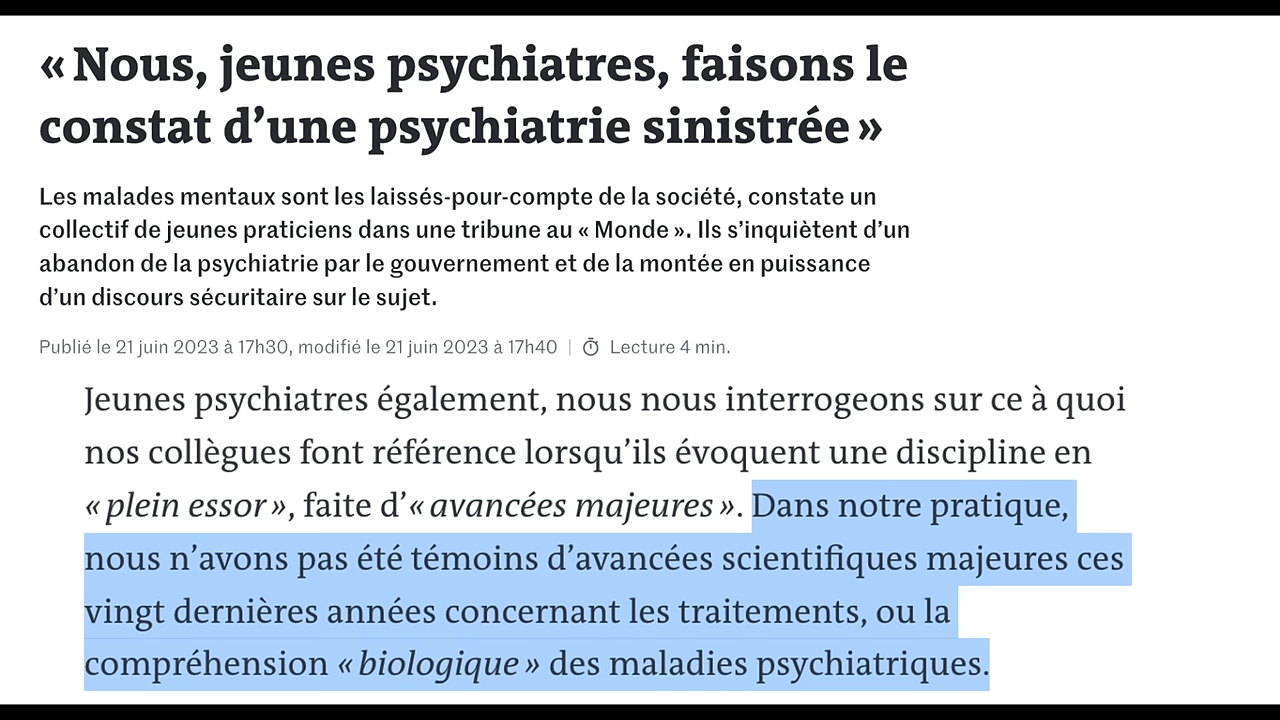 « Nous, jeunes psychiatres, faisons le
constat d’une psychiatrie sinistrée »
Les malades mentaux sont les laissés-pour-compte de la société, constate un
collectif de jeunes praticiens dans une tribune au « Monde ». Ils s’inquiètent d’un
abandon de la psychiatrie par le gouvernement et de la montée en puissance
d’un discours sécuritaire sur le sujet.
Publié le 21 juin 2023 à 17h30, modifié le 21 juin 2023 à 17h40 | Lecture 4 min.
Jeunes psychiatres également, nous nous interrogeons sur ce à quoi
nos collègues font référence lorsqu’ils évoquent une discipline en
« plein essor », faite d’« avancées majeures ». Dans notre pratique,
nous n’avons pas été témoins d’avancées scientifiques majeures ces
vingt dernières années concernant les traitements, ou la
compréhension « biologique » des maladies psychiatriques.